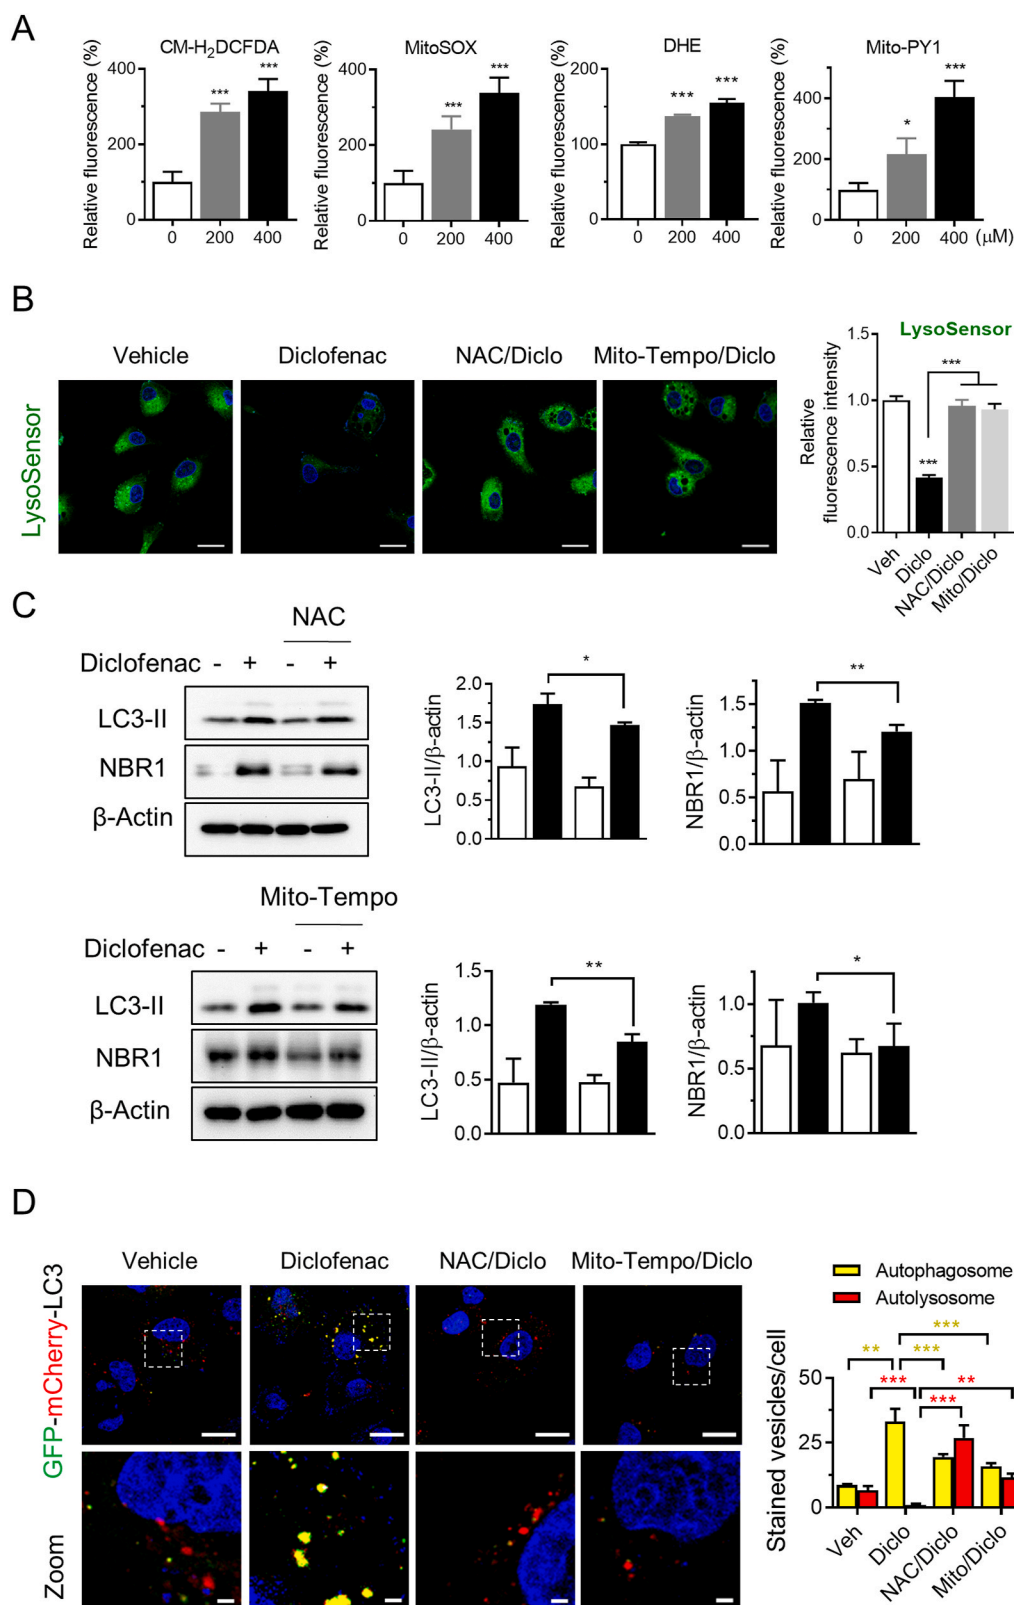 A
CM-H₂DCFDA
MitoSOX
DHE
Mito-PY1
Relative fluorescence (%)
400
200
0
***
***
0 200 400
Relative fluorescence (%)
400
200
0
***
***
0 200 400
Relative fluorescence (%)
200
100
0
***
***
0 200 400
Relative fluorescence (%)
400
200
0
*
***
0 200 400 (μM)
B
Vehicle
Diclofenac
NAC/Diclo
Mito-Tempo/Diclo
LysoSensor
LysoSensor
Relative
fluorescence intensity
1.5
1.0
0.5
0.0
***
***
Veh
Diclo
NAC/Diclo
Mito/Diclo
C
NAC
Diclofenac - + - +
LC3-II
NBR1
β-Actin
LC3-II/β-actin
2.0
1.5
1.0
0.5
0.0
*
NBR1/β-actin
1.5
1.0
0.5
0.0
**
Mito-Tempo
Diclofenac - + - +
LC3-II
NBR1
β-Actin
LC3-II/β-actin
1.5
1.0
0.5
0.0
**
NBR1/β-actin
1.0
0.5
0.0
*
D
Vehicle
Diclofenac
NAC/Diclo
Mito-Tempo/Diclo
GFP-mCherry-LC3
Zoom
Autophagosome
Autolysosome
***
** ***
*** **
***
Stained vesicles/cell
50
25
0
Veh
Diclo
NAC/Diclo
Mito/Diclo